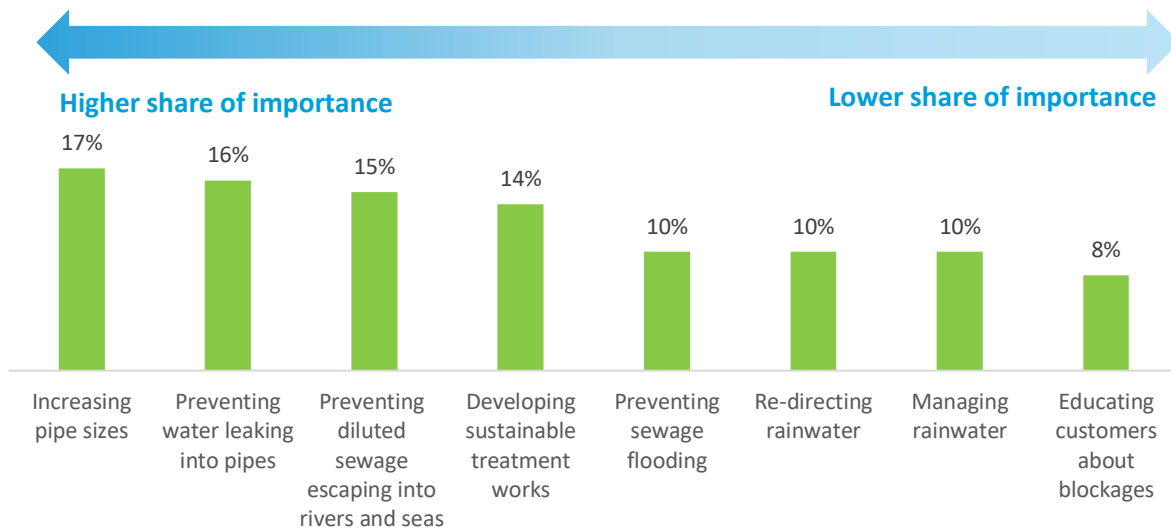 Higher share of importance
Lower share of importance
17%
16%
15%
14%
10%
10%
10%
8%
Increasing
pipe sizes
Preventing
water leaking
into pipes
Preventing
diluted
sewage
escaping into
rivers and seas
Developing
sustainable
treatment
works
Preventing
sewage
flooding
Re-directing
rainwater
Managing
rainwater
Educating
customers
about
blockages